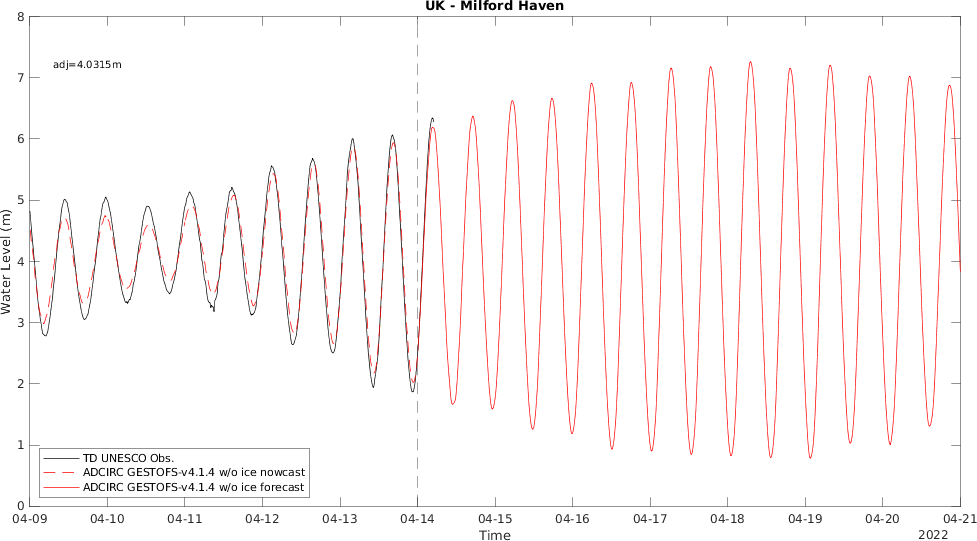 UK - Milford Haven
adj=4.0315m
8
7
6
5
4
3
2
1
0
Water Level (m)
TD UNESCO Obs.
ADCIRC GESTOFS-v4.1.4 w/o ice nowcast
ADCIRC GESTOFS-v4.1.4 w/o ice forecast
04-09 04-10 04-11 04-12 04-13 04-14 04-15 04-16 04-17 04-18 04-19 04-20 04-21
Time
2022